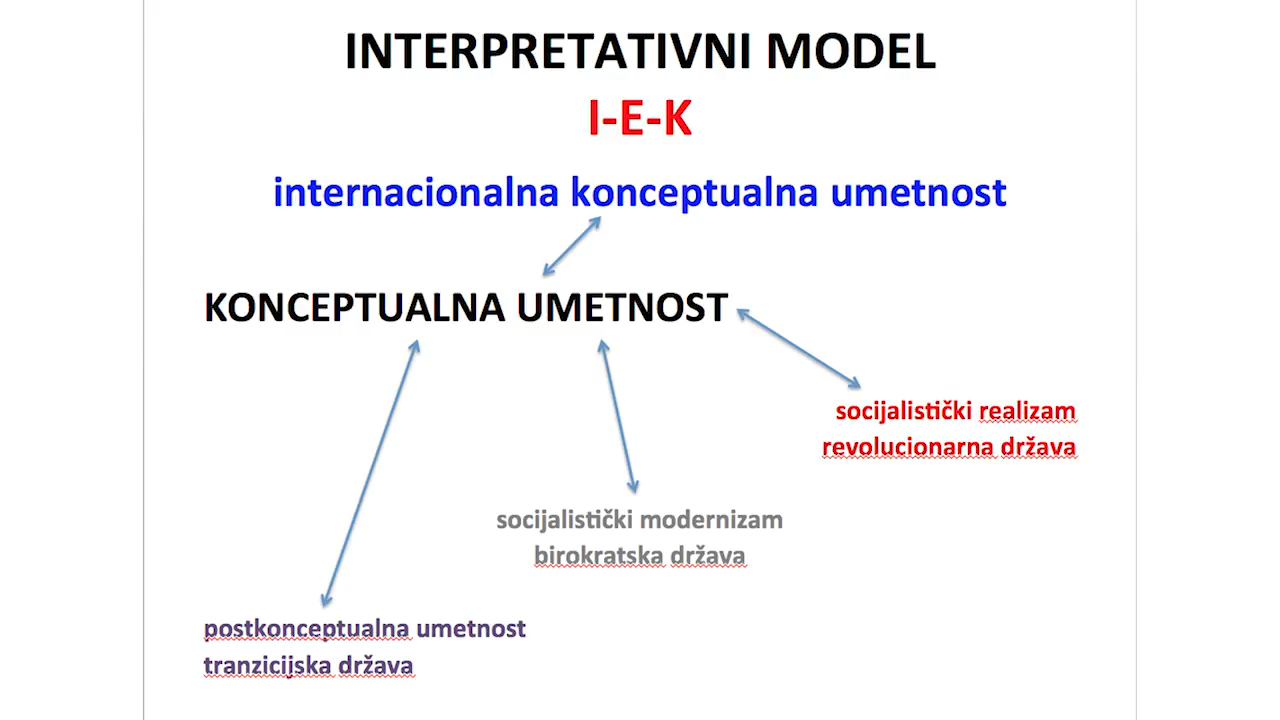 INTERPRETATIVNI MODEL
I-E-K
internacionalna konceptualna umetnost
KONCEPTUALNA UMETNOST
socijalistički realizam
revolucionarna država
socijalistički modernizam
birokratska država
postkonceptualna umetnost
tranzicijska država